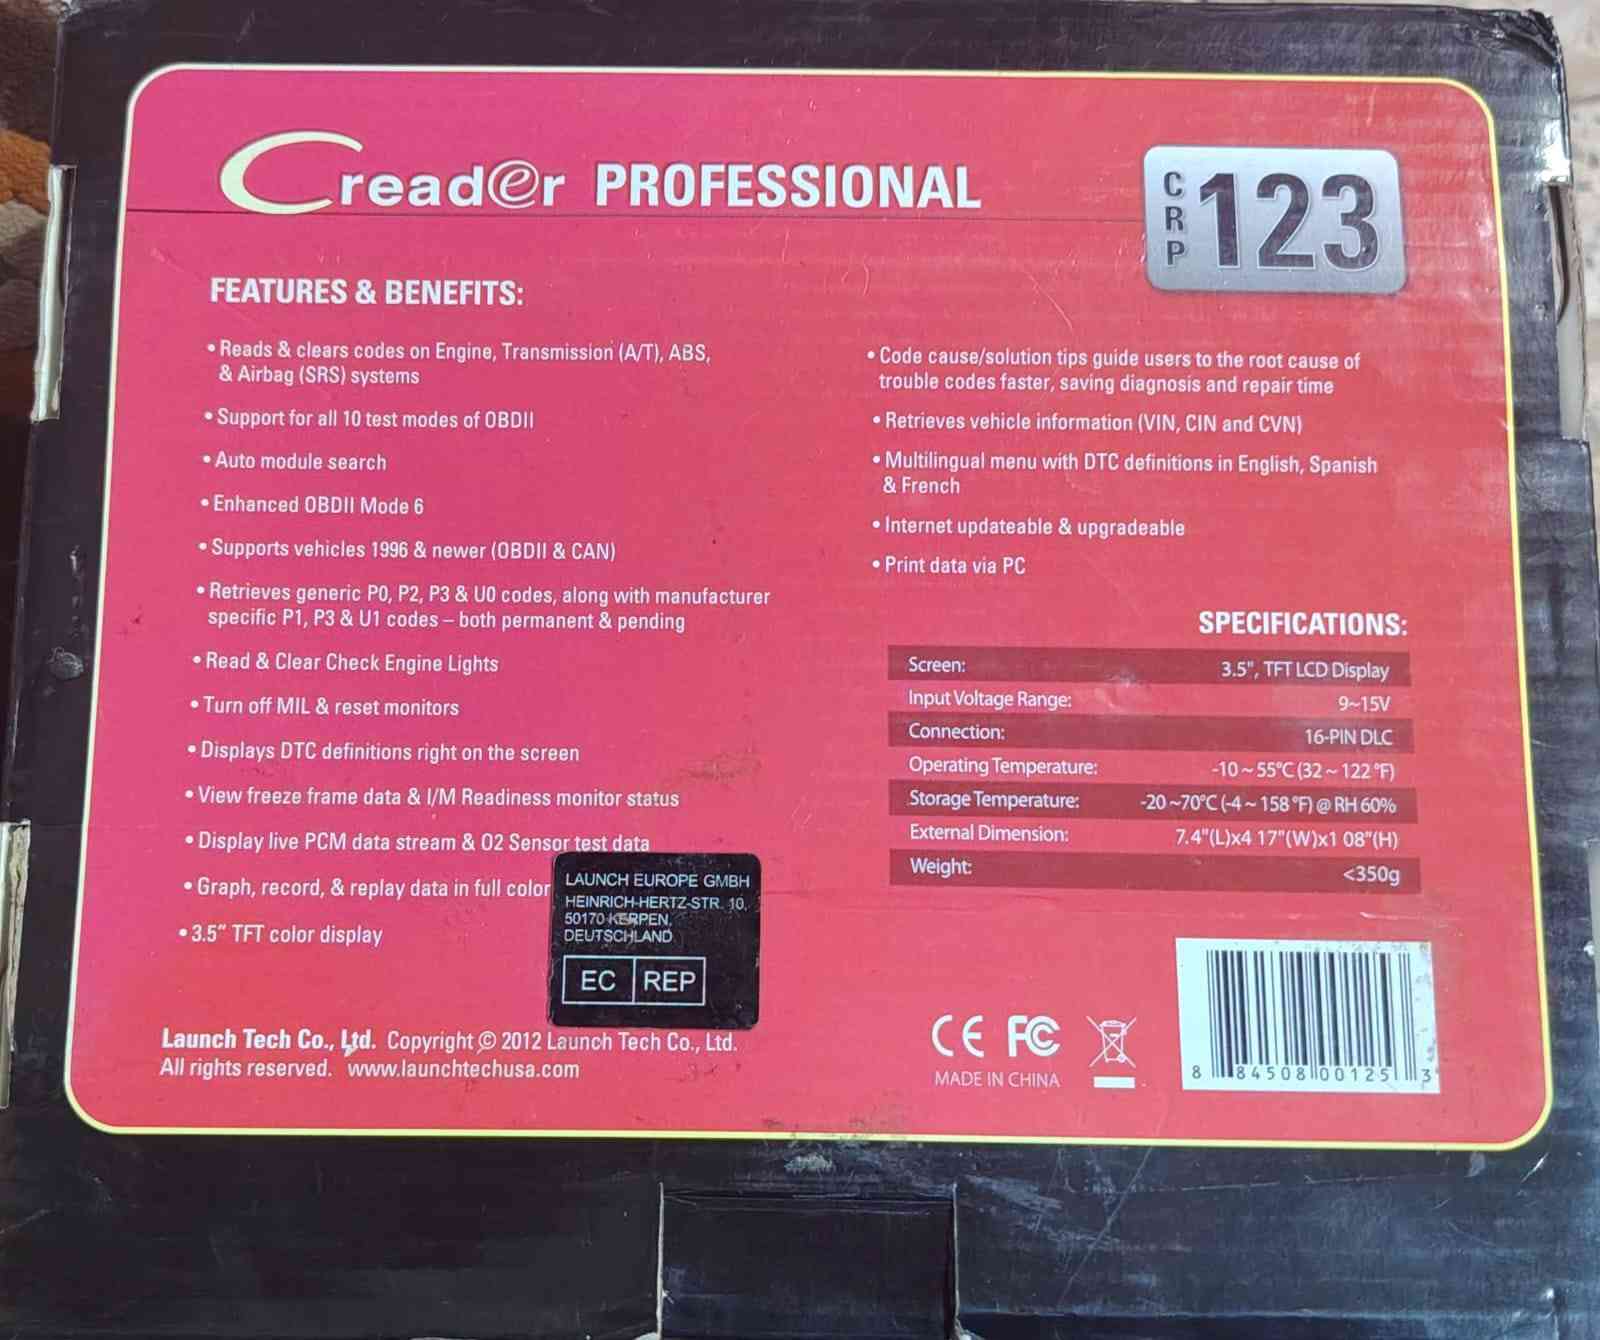 Creader PROFESSIONAL
CRP 123
FEATURES & BENEFITS:
• Reads & clears codes on Engine, Transmission (A/T), ABS,
& Airbag (SRS) systems
• Support for all 10 test modes of OBDII
• Auto module search
• Enhanced OBDII Mode 6
• Supports vehicles 1996 & newer (OBDII & CAN)
• Retrieves generic P0, P2, P3 & U0 codes, along with manufacturer
specific P1, P3 & U1 codes – both permanent & pending
• Read & Clear Check Engine Lights
• Turn off MIL & reset monitors
• Displays DTC definitions right on the screen
• View freeze frame data & I/M Readiness monitor status
• Display live PCM data stream & O2 Sensor test data
• Graph, record, & replay data in full color
• 3.5" TFT color display
• Code cause/solution tips guide users to the root cause of
trouble codes faster, saving diagnosis and repair time
• Retrieves vehicle information (VIN, CIN and CVN)
• Multilingual menu with DTC definitions in English, Spanish
& French
• Internet updateable & upgradeable
• Print data via PC
SPECIFICATIONS:
Screen: 3.5", TFT LCD Display
Input Voltage Range: 9~15V
Connection: 16-PIN DLC
Operating Temperature: -10 ~ 55°C (32 ~ 122 °F)
Storage Temperature: -20 ~70°C (-4 ~ 158 °F) @ RH 60%
External Dimension: 7.4"(L)x4 17"(W)x1 08"(H)
Weight: <350g
LAUNCH EUROPE GMBH
HEINRICH-HERTZ-STR. 10,
50170 KERPEN,
DEUTSCHLAND
EC REP
Launch Tech Co., Ltd. Copyright © 2012 Launch Tech Co., Ltd.
All rights reserved. www.launchtechusa.com
CE FC
MADE IN CHINA
8 84508 00125 3